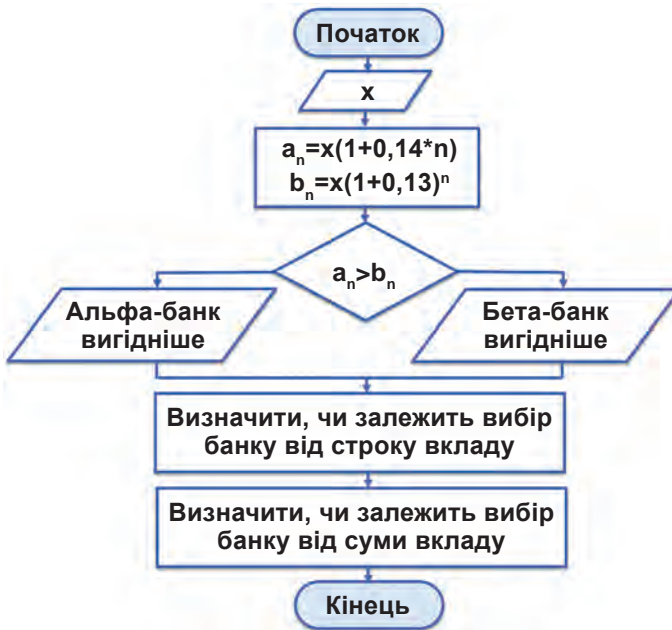 Початок
x
aₙ=x(1+0,14*n)
bₙ=x(1+0,13)ⁿ
aₙ>bₙ
Альфа-банк
вигідніше
Бета-банк
вигідніше
Визначити, чи залежить вибір
банку від строку вкладу
Визначити, чи залежить вибір
банку від суми вкладу
Кінець